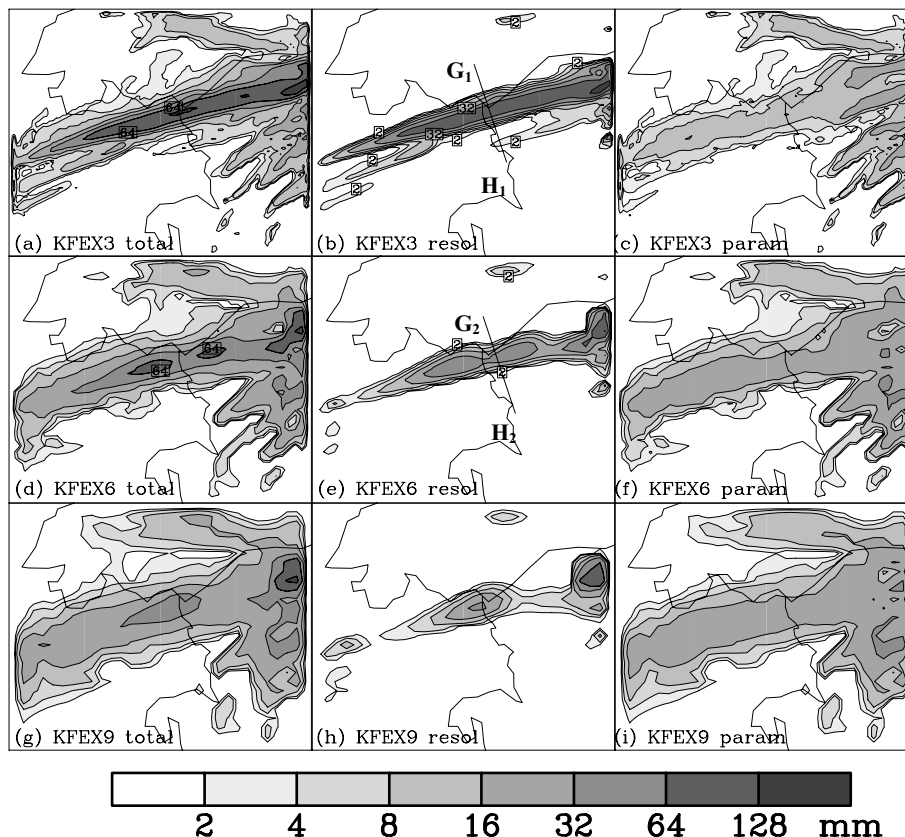 64
64
(a) KFEX3 total
2
2
G1
32
2
32
2
2
2
2
H1
(b) KFEX3 resol
(c) KFEX3 param
64
64
(d) KFEX6 total
2
G2
2
2
H2
(e) KFEX6 resol
(f) KFEX6 param
(g) KFEX9 total
(h) KFEX9 resol
(i) KFEX9 param
2 4 8 16 32 64 128 mm